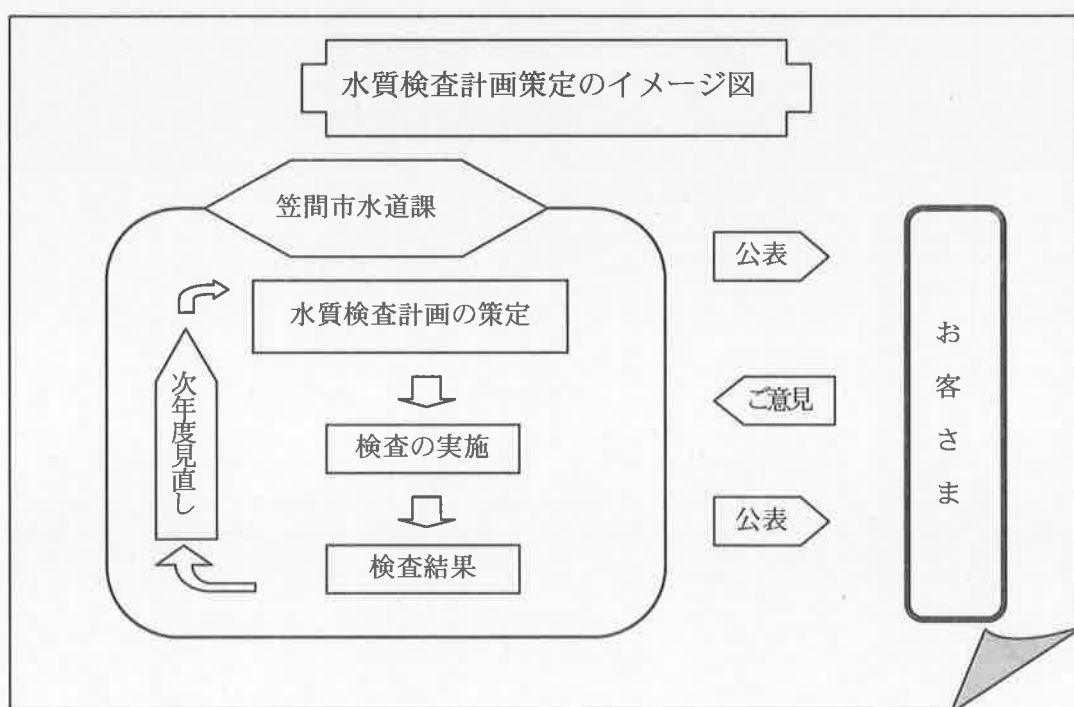 水質検査計画策定のイメージ図
笠間市水道課
水質検査計画の策定
検査の実施
検査結果
次年度見直し
公表
ご意見
公表
お客さま